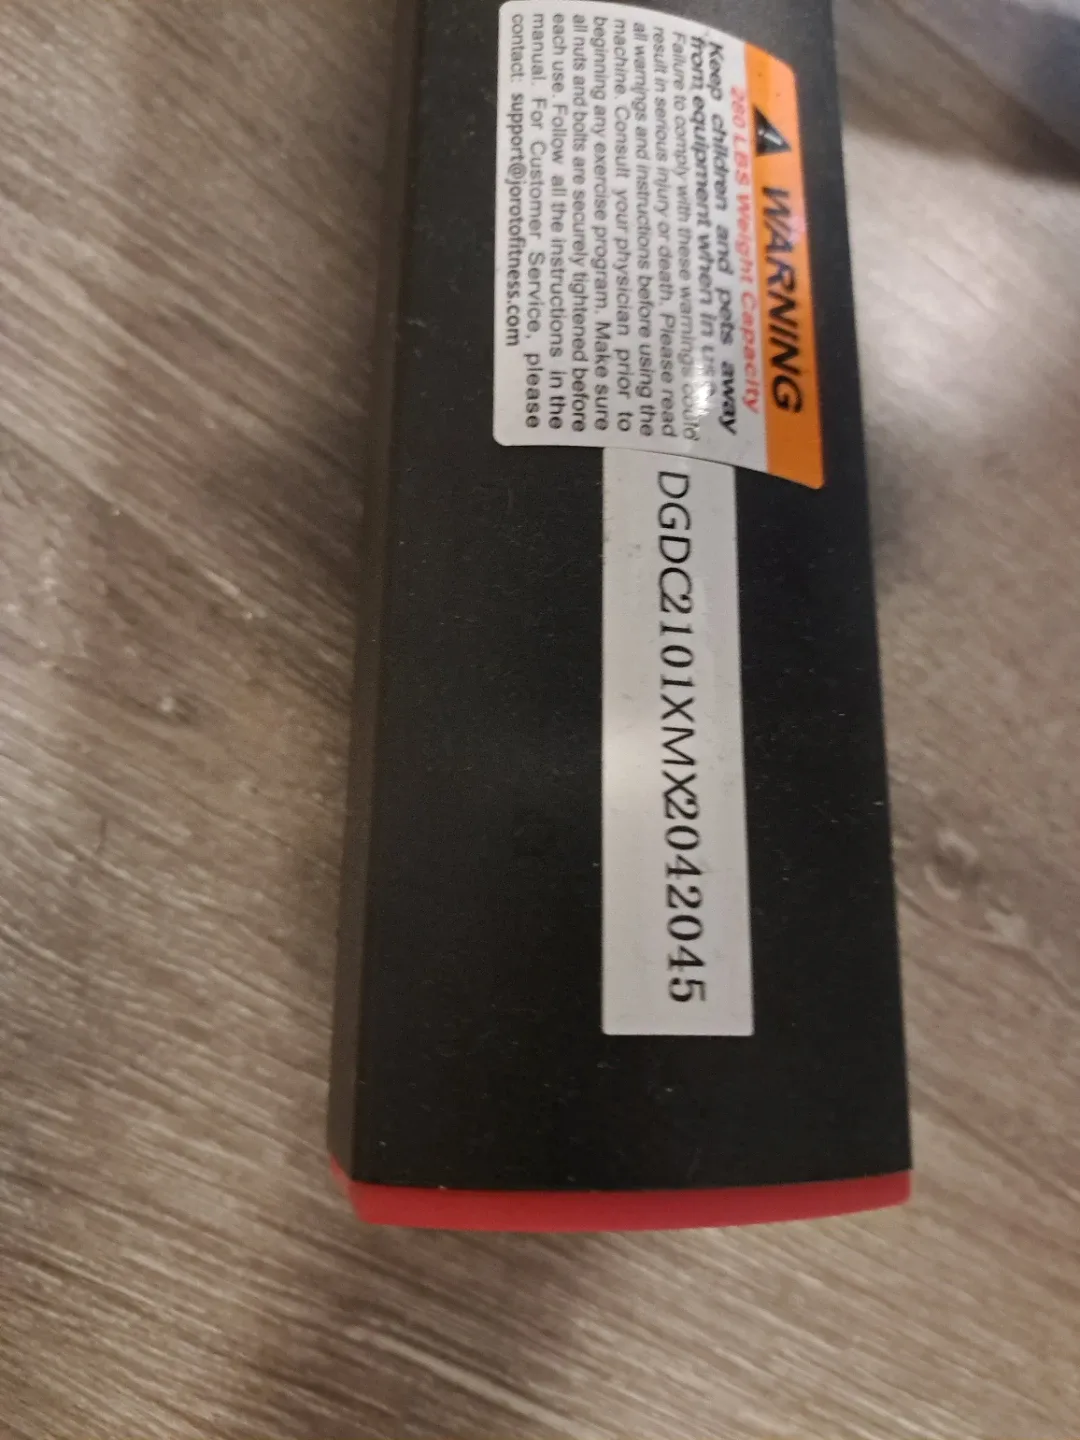 WARNING
280 LBS Weight Capacity
Keep children and pets away
from equipment when in use.
Failure to comply with these warnings could
result in serious injury or death. Please read
all warnings and instructions before using the
machine. Consult your physician prior to
beginning any exercise program. Make sure
all nuts and bolts are securely tightened before
each use. Follow all the instructions in the
manual. For Customer Service, please
contact: support@jorotofitness.com
DGDC2101XMX2042045